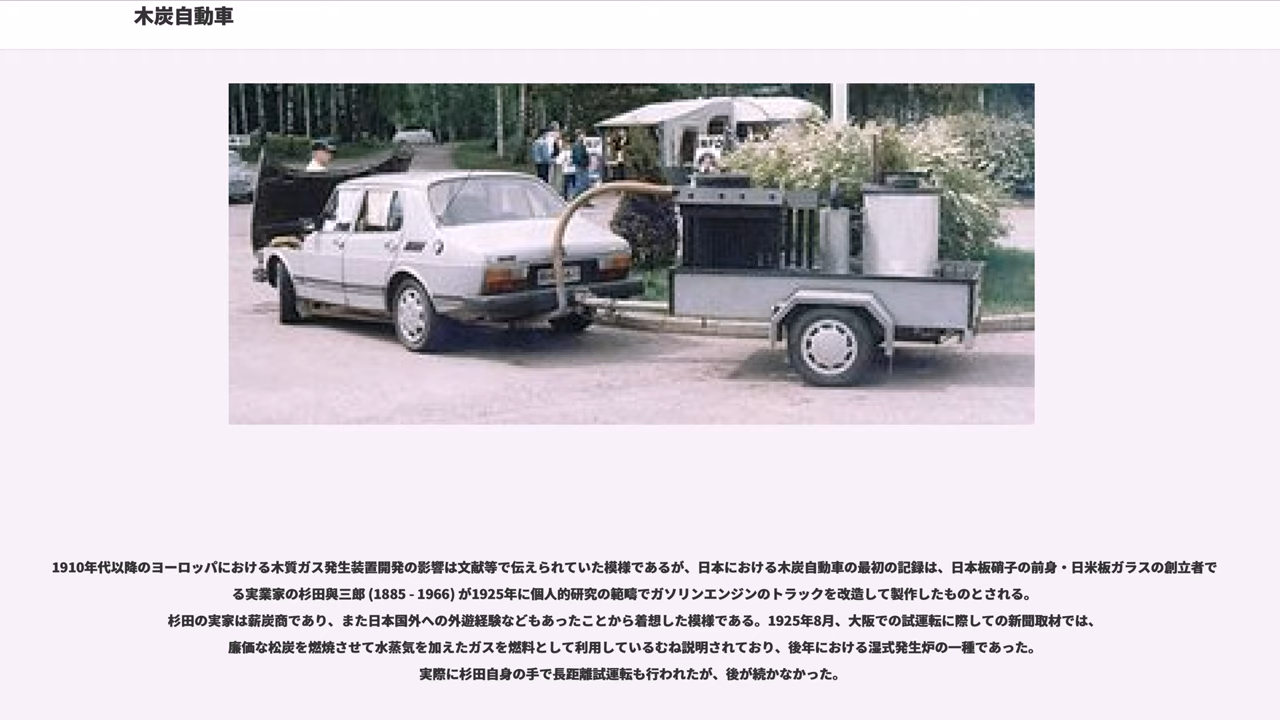 木炭自動車
1910年代以降のヨーロッパにおける木質ガス発生装置開発の影響は文献等で伝えられていた模様であるが、日本における木炭自動車の最初の記録は、日本板硝子の前身・日米板ガラスの創立者で
る実業家の杉田與三郎 (1885 - 1966) が1925年に個人的研究の範疇でガソリンエンジンのトラックを改造して製作したものとされる。
杉田の実家は薪炭商であり、また日本国外への外遊経験などもあったことから着想した模様である。1925年8月、大阪での試運転に際しての新聞取材では、
廉価な松炭を燃焼させて水蒸気を加えたガスを燃料として利用しているむね説明されており、後年における湿式発生炉の一種であった。
実際に杉田自身の手で長距離試運転も行われたが、後が続かなかった。